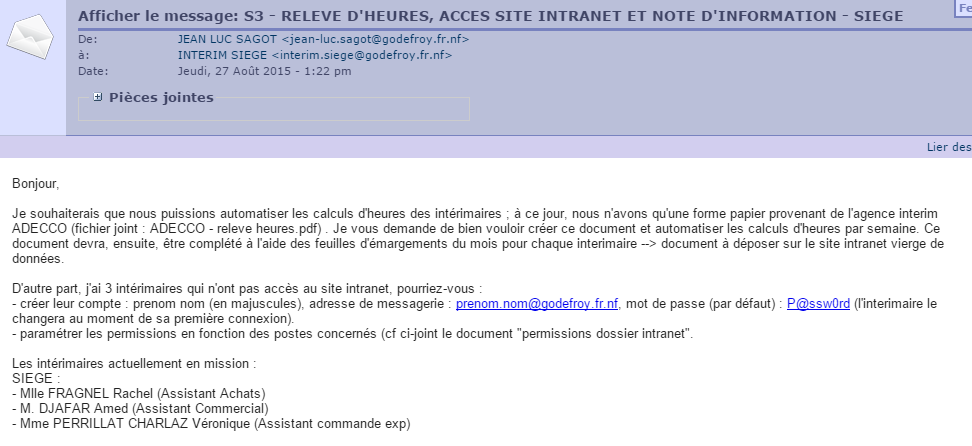 Afficher le message: S3 - RELEVE D'HEURES, ACCES SITE INTRANET ET NOTE D'INFORMATION - SIEGE
Fe
De: JEAN LUC SAGOT <jean-luc.sagot@godefroy.fr.nf>
à: INTERIM SIEGE <interim.siege@godefroy.fr.nf>
Date: Jeudi, 27 Août 2015 - 1:22 pm
Pièces jointes
Lier des
Bonjour,
Je souhaiterais que nous puissions automatiser les calculs d'heures des intérimaires ; à ce jour, nous n'avons qu'une forme papier provenant de l'agence interim
ADECCO (fichier joint : ADECCO - releve heures.pdf) . Je vous demande de bien vouloir créer ce document et automatiser les calculs d'heures par semaine. Ce
document devra, ensuite, être complété à l'aide des feuilles d'émargements du mois pour chaque interimaire --> document à déposer sur le site intranet vierge de
données.
D'autre part, j'ai 3 intérimaires qui n'ont pas accès au site intranet, pourriez-vous :
- créer leur compte : prenom nom (en majuscules), adresse de messagerie : prenom.nom@godefroy.fr.nf, mot de passe (par défaut) : P@ssw0rd (l'interimaire le
changera au moment de sa première connexion).
- paramétrer les permissions en fonction des postes concernés (cf ci-joint le document "permissions dossier intranet".
Les intérimaires actuellement en mission :
SIEGE :
- Mlle FRAGNEL Rachel (Assistant Achats)
- M. DJAFAR Amed (Assistant Commercial)
- Mme PERRILLAT CHARLAZ Véronique (Assistant commande exp)